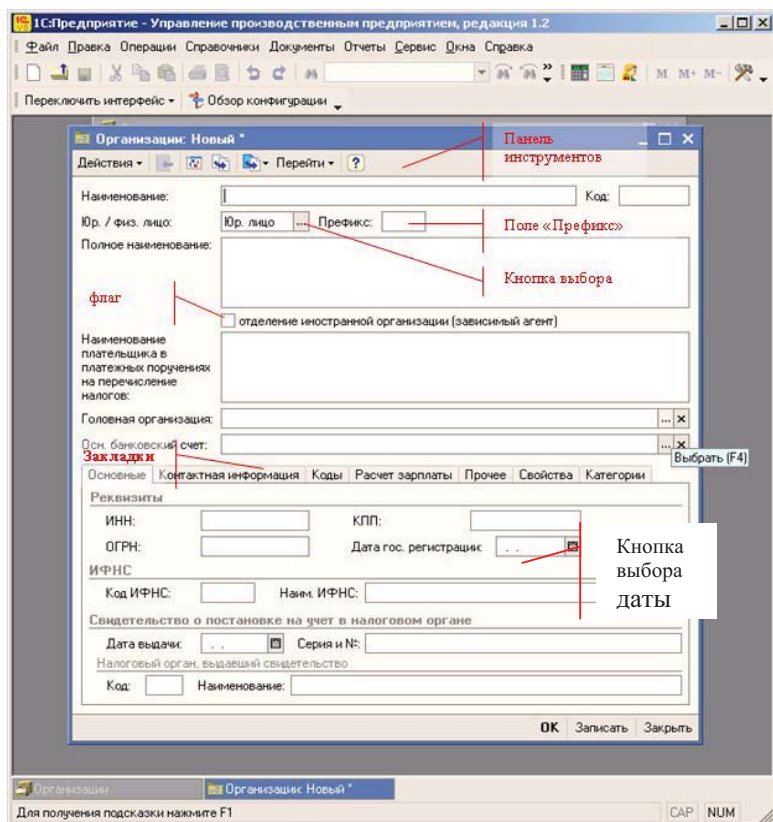 1С:Предприятие - Управление производственным предприятием, редакция 1.2
Файл Правка Операции Справочники Документы Отчеты Сервис Окна Справка
M M+ M-
Переключить интерфейс Обзор конфигурации
Организации: Новый *
Действия Перейти ?
Панель
инструментов
Наименование: Код:
Юр. / физ. лицо: Юр. лицо ... Префикс:
Поле «Префикс»
Полное наименование:
Кнопка выбора
флаг
отделение иностранной организации (зависимый агент)
Наименование
плательщика в
платежных поручениях
на перечисление
налогов:
Головная организация: ... x
Осн. банковский счет: ... x
Закладки
Выбрать (F4)
Основные Контактная информация Коды Расчет зарплаты Прочее Свойства Категории
Реквизиты
ИНН: КПП:
ОГРН: Дата гос. регистрации: . .
Кнопка
выбора
даты
ИФНС
Код ИФНС: Наим. ИФНС:
Свидетельство о постановке на учет в налоговом органе
Дата выдачи: . . Серия и №:
Налоговый орган, выдавший свидетельство
Код: Наименование:
OK Записать Закрыть
Организации Организации: Новый *
Для получения подсказки нажмите F1 CAP NUM